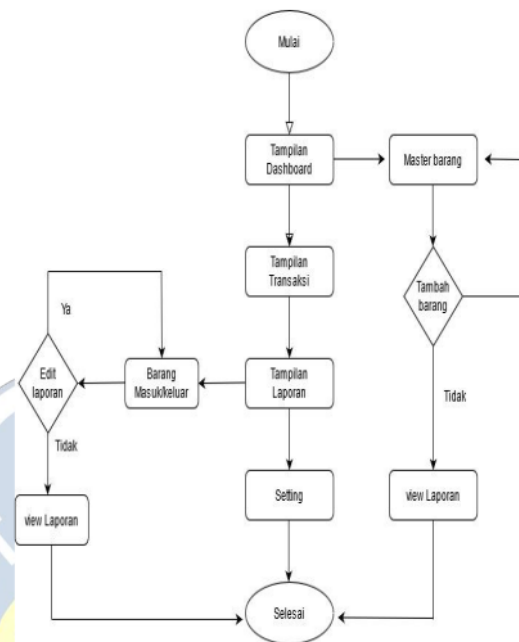 Mulai
Tampilan
Dashboard
Master barang
Tampilan
Transaksi
Tambah
barang
Ya
Edit
laporan
Barang
Masuk/keluar
Tampilan
Laporan
Tidak
Tidak
view Laporan
Setting
view Laporan
Selesai